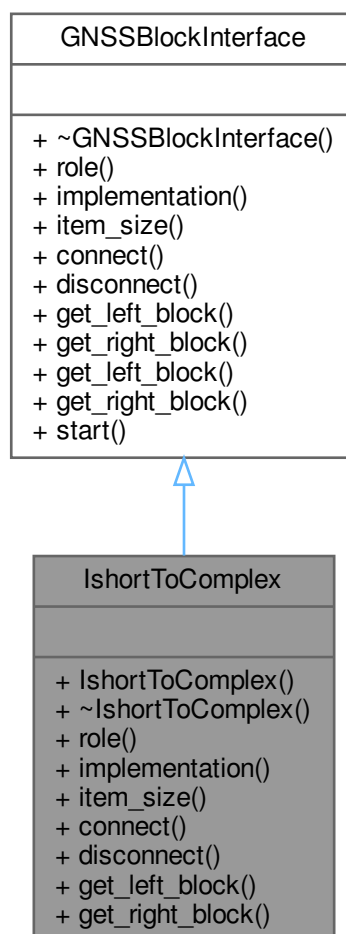 GNSSBlockInterface
+ ~GNSSBlockInterface()
+ role()
+ implementation()
+ item_size()
+ connect()
+ disconnect()
+ get_left_block()
+ get_right_block()
+ get_left_block()
+ get_right_block()
+ start()
IshortToComplex
+ IshortToComplex()
+ ~IshortToComplex()
+ role()
+ implementation()
+ item_size()
+ connect()
+ disconnect()
+ get_left_block()
+ get_right_block()